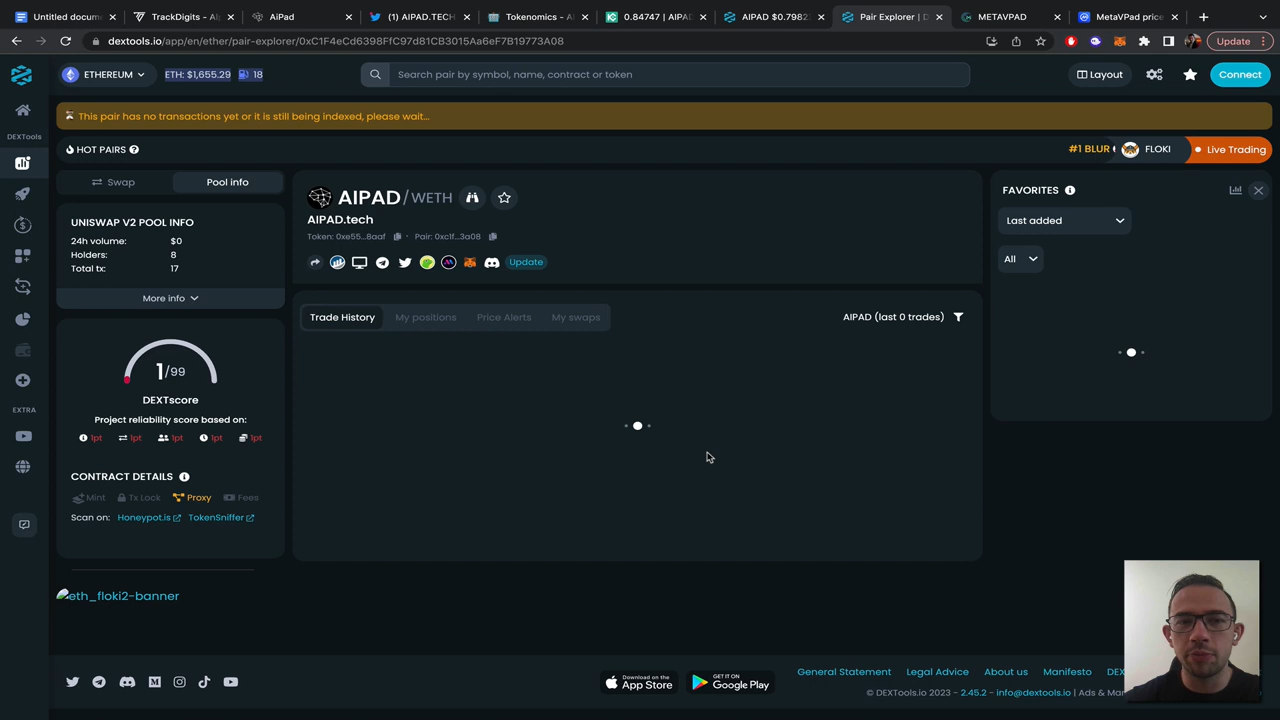 Untitled docum
TrackDigits - Al
AiPad
(1) AIPAD.TECH
Tokenomics - A
0.84747 | AIPA
AIPAD $0.7982
Pair Explorer | D
METAVPAD
MetaVPad price
dextools.io/app/en/ether/pair-explorer/0xC1F4eCd6398FfC97d81CB3015Aa6eF7B19773A08
Update
ETHEREUM
ETH: $1,655.29
18
Search pair by symbol, name, contract or token
Layout
Connect
This pair has no transactions yet or it is still being indexed, please wait...
DEXTools
HOT PAIRS
#1 BLUR
FLOKI
Live Trading
Swap
Pool info
AIPAD/WETH
AIPAD.tech
Token: 0xe55...8aaf · Pair: 0xc1f...3a08
Update
FAVORITES
Last added
All
UNISWAP V2 POOL INFO
24h volume: $0
Holders: 8
Total tx: 17
More info
Trade History
My positions
Price Alerts
My swaps
AIPAD (last 0 trades)
1/99
DEXTscore
Project reliability score based on:
1pt 1pt 1pt 1pt 1pt
EXTRA
CONTRACT DETAILS
Mint Tx Lock Proxy Fees
Scan on: Honeypot.is TokenSniffer
eth_floki2-banner
Download on the App Store
GET IT ON Google Play
General Statement
Legal Advice
About us
Manifesto
DEX
© DEXTools.io 2023 - 2.45.2 - info@dextools.io | Ads & Mar